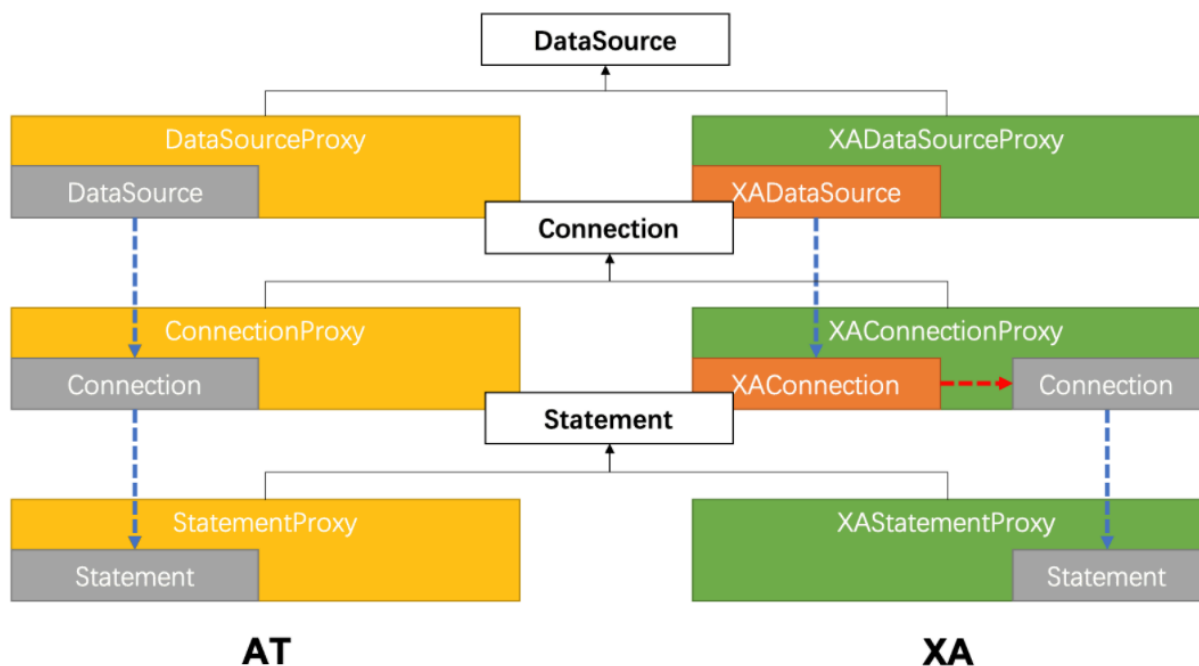 DataSource
DataSourceProxy
XADataSourceProxy
DataSource
XADataSource
Connection
ConnectionProxy
XAConnectionProxy
Connection
XAConnection
Connection
Statement
StatementProxy
XAStatementProxy
Statement
Statement
AT
XA